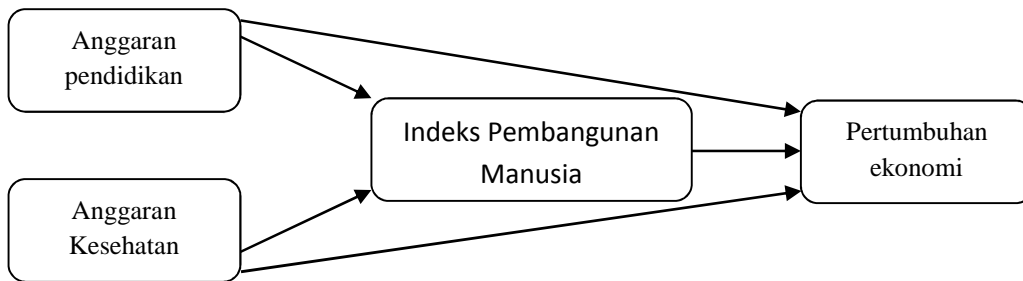 Anggaran
pendidikan
Indeks Pembangunan
Manusia
Pertumbuhan
ekonomi
Anggaran
Kesehatan